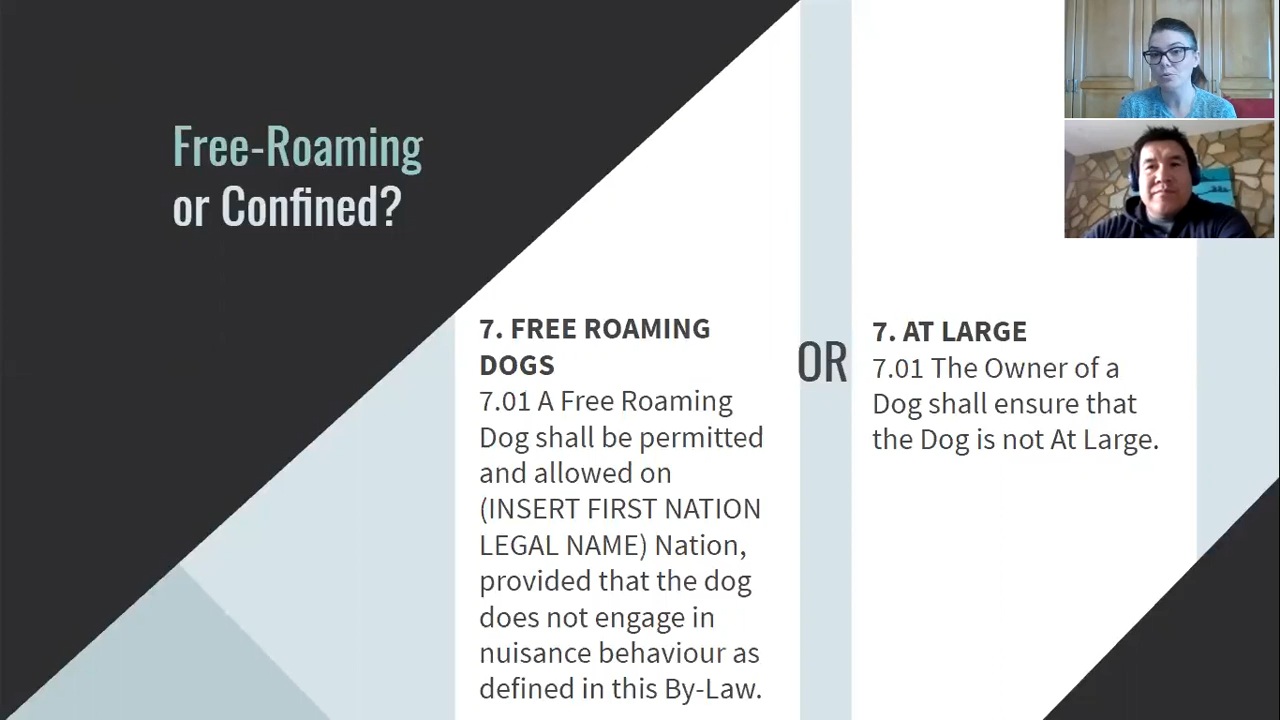 Free-Roaming
or Confined?
7. FREE ROAMING
DOGS
7.01 A Free Roaming
Dog shall be permitted
and allowed on
(INSERT FIRST NATION
LEGAL NAME) Nation,
provided that the dog
does not engage in
nuisance behaviour as
defined in this By-Law.
OR
7. AT LARGE
7.01 The Owner of a
Dog shall ensure that
the Dog is not At Large.